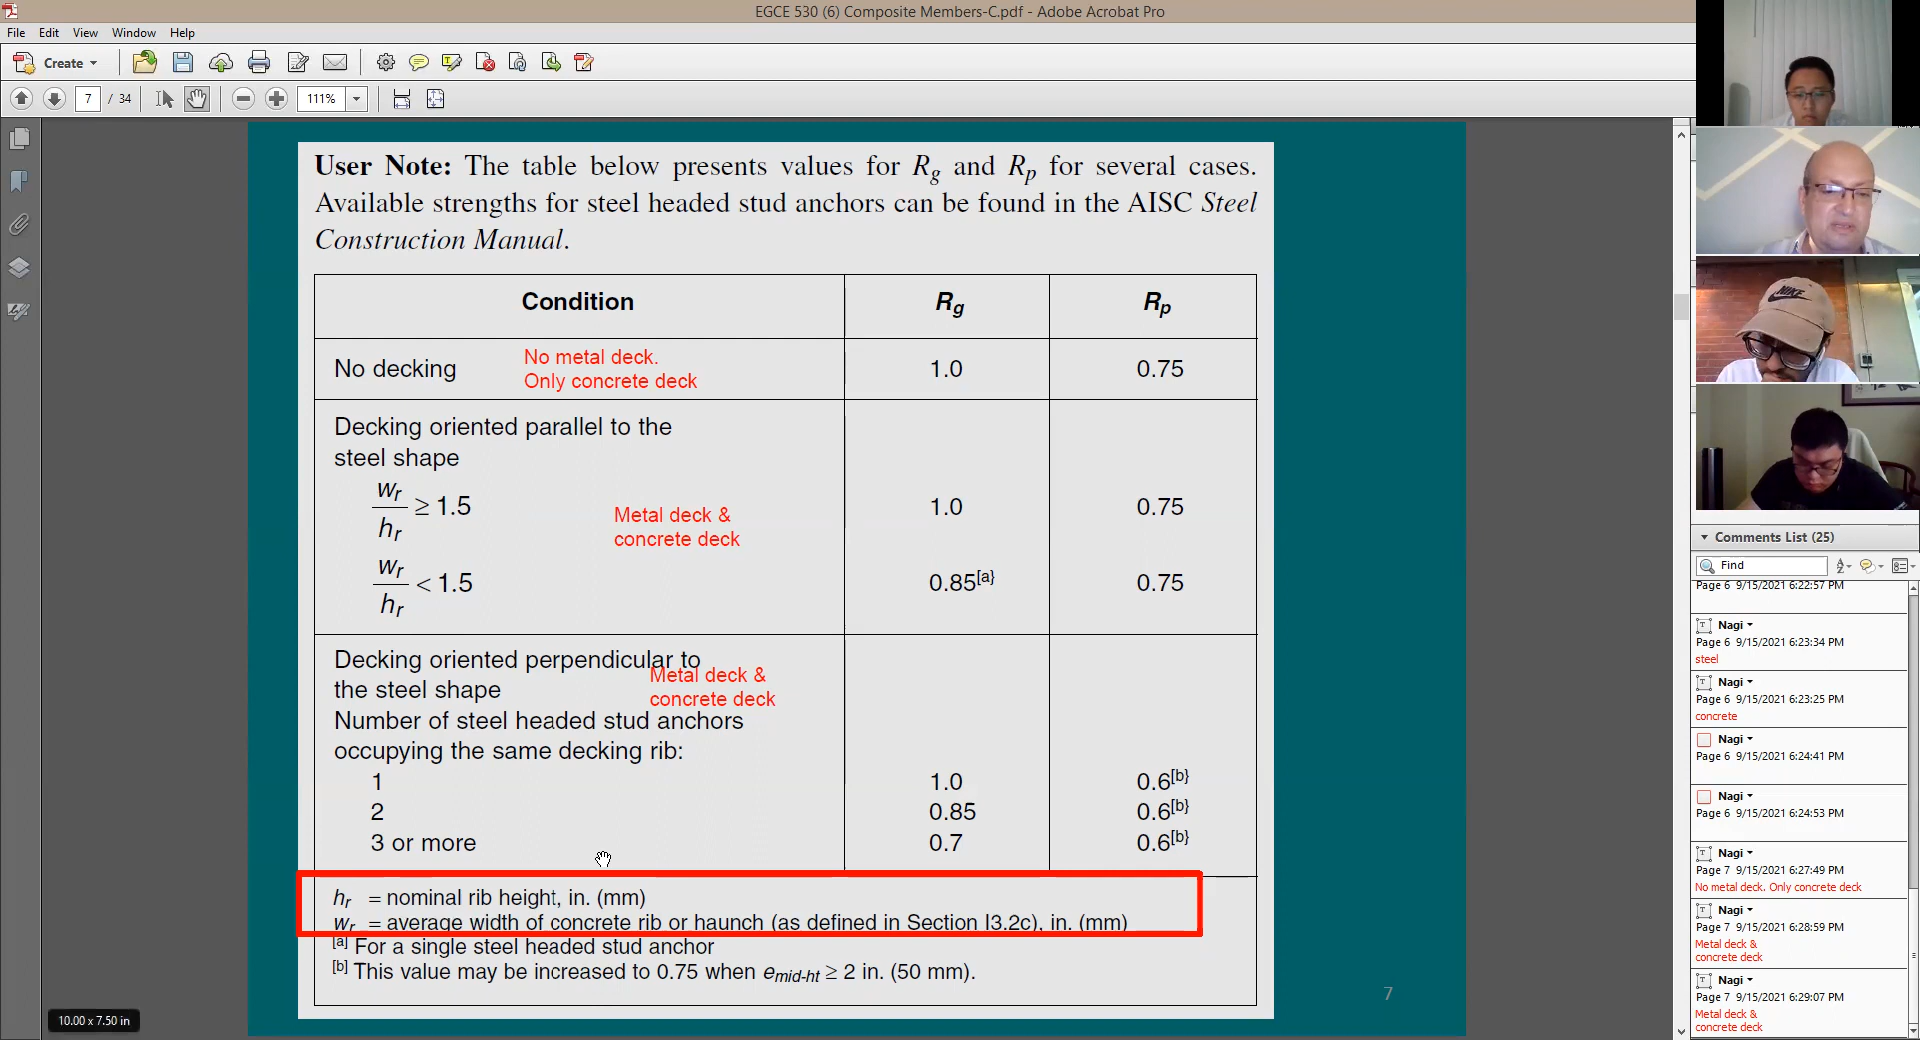 EGCE 530 (6) Composite Members-C.pdf - Adobe Acrobat Pro
File Edit View Window Help
Create
7 / 34 111%
User Note: The table below presents values for Rg and Rp for several cases.
Available strengths for steel headed stud anchors can be found in the AISC Steel
Construction Manual.
Condition Rg Rp
No decking No metal deck.
Only concrete deck 1.0 0.75
Decking oriented parallel to the
steel shape
wr/hr ≥ 1.5 1.0 0.75
Metal deck &
concrete deck
wr/hr < 1.5 0.85[a} 0.75
Decking oriented perpendicular to
the steel shape
Metal deck &
concrete deck
Number of steel headed stud anchors
occupying the same decking rib:
1 1.0 0.6[b}
2 0.85 0.6[b}
3 or more 0.7 0.6[b}
hr = nominal rib height, in. (mm)
wr = average width of concrete rib or haunch (as defined in Section I3.2c), in. (mm)
[a] For a single steel headed stud anchor
[b] This value may be increased to 0.75 when emid-ht ≥ 2 in. (50 mm).
7
10.00 x 7.50 in
NIKE
Comments List (25)
Find
Page 6 9/15/2021 6:22:57 PM
Nagi
Page 6 9/15/2021 6:23:34 PM
steel
Nagi
Page 6 9/15/2021 6:23:25 PM
concrete
Nagi
Page 6 9/15/2021 6:24:41 PM
Nagi
Page 6 9/15/2021 6:24:53 PM
Nagi
Page 7 9/15/2021 6:27:49 PM
No metal deck. Only concrete deck
Nagi
Page 7 9/15/2021 6:28:59 PM
Metal deck &
concrete deck
Nagi
Page 7 9/15/2021 6:29:07 PM
Metal deck &
concrete deck